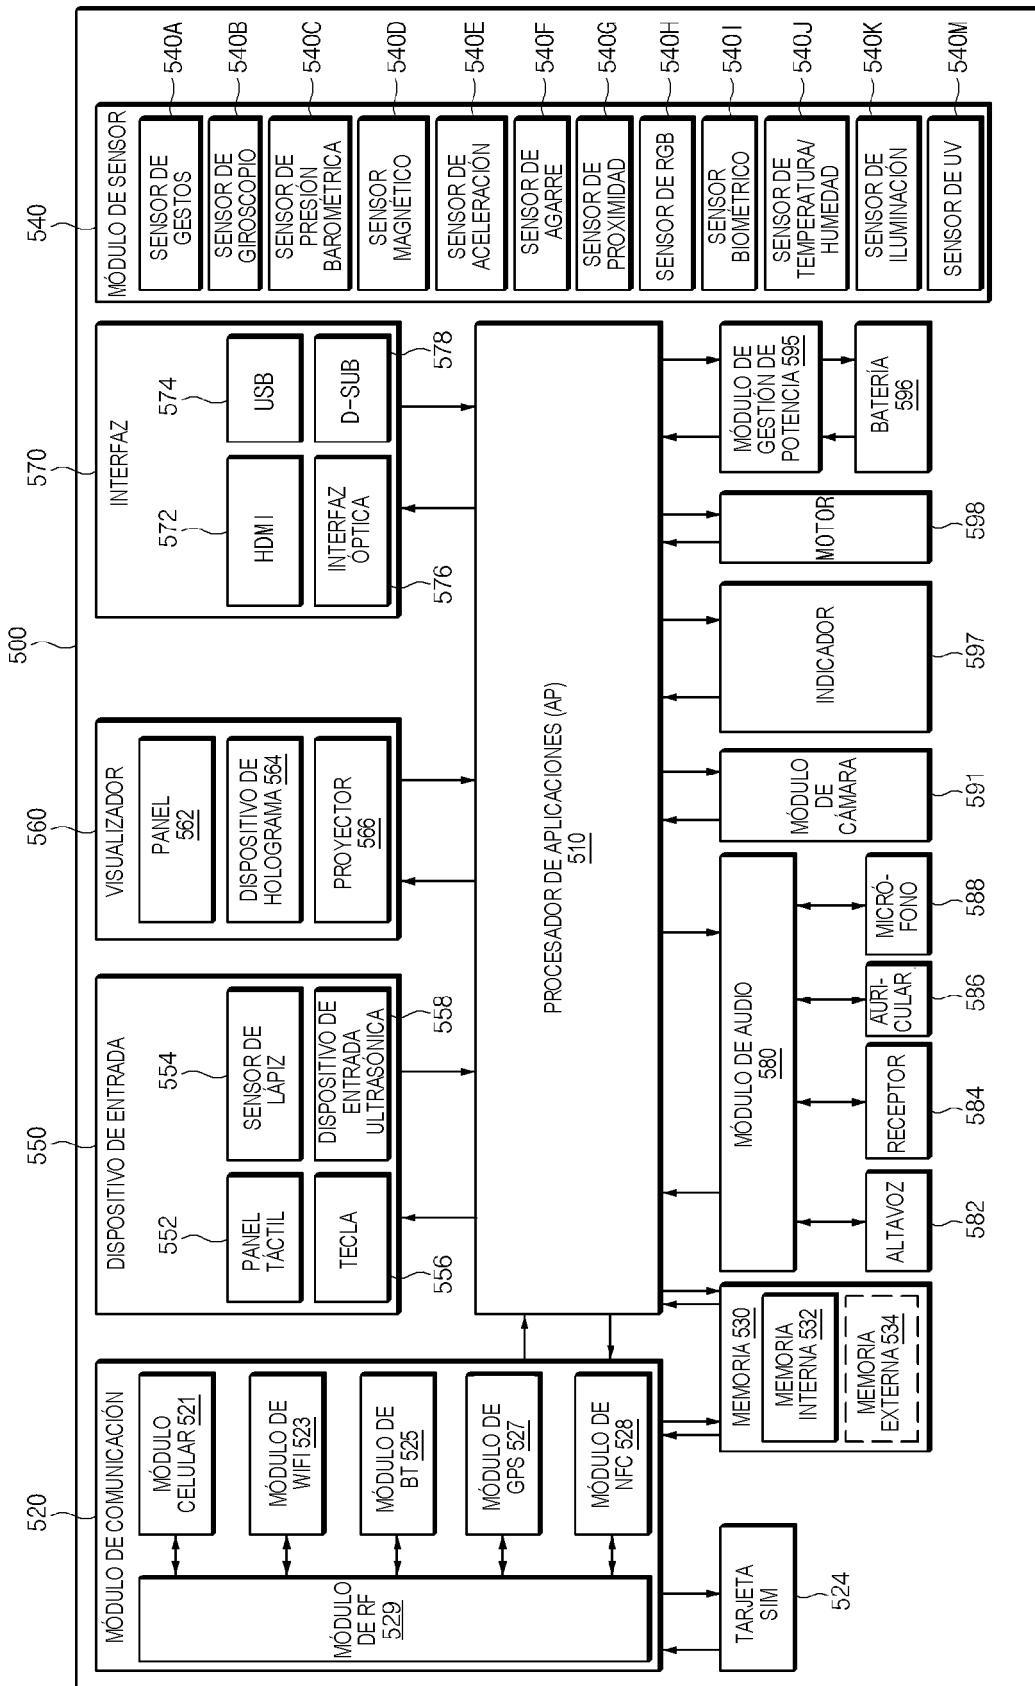 500
520
MÓDULO DE COMUNICACIÓN
MÓDULO
CELULAR 521
MÓDULO DE
WIFI 523
MÓDULO DE
BT 525
MÓDULO DE
GPS 527
MÓDULO DE
NFC 528
MÓDULO
DE RF
529
TARJETA
SIM
524
550
DISPOSITIVO DE ENTRADA
552
PANEL
TÁCTIL
554
SENSOR DE
LÁPIZ
TECLA
556
DISPOSITIVO DE
ENTRADA
ULTRASÓNICA
558
560
VISUALIZADOR
PANEL
562
DISPOSITIVO DE
HOLOGRAMA 564
PROYECTOR
566
570
INTERFAZ
572
HDMI
574
USB
INTERFAZ
ÓPTICA
576
D-SUB
578
540
MÓDULO DE SENSOR
SENSOR DE
GESTOS
540A
SENSOR DE
GIROSCOPIO
540B
SENSOR DE
PRESIÓN
BAROMÉTRICA
540C
SENSOR
MAGNÉTICO
540D
SENSOR DE
ACELERACIÓN
540E
SENSOR DE
AGARRE
540F
SENSOR DE
PROXIMIDAD
540G
SENSOR DE RGB
540H
SENSOR
BIOMÉTRICO
540I
SENSOR DE
TEMPERATURA/
HUMEDAD
540J
SENSOR DE
ILUMINACIÓN
540K
SENSOR DE UV
540M
PROCESADOR DE APLICACIONES (AP)
510
MEMORIA 530
MEMORIA
INTERNA 532
MEMORIA
EXTERNA 534
MÓDULO DE AUDIO
580
ALTAVOZ
582
RECEPTOR
584
AURI-
CULAR
586
MICRÓ-
FONO
588
MÓDULO
DE
CÁMARA
591
INDICADOR
597
MOTOR
598
MÓDULO DE
GESTIÓN DE
POTENCIA 595
BATERÍA
596